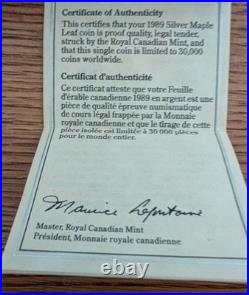 Certificate of Authenticity
This certifies that your 1989 Silver Maple
Leaf coin is proof quality, legal tender,
struck by the Royal Canadian Mint, and
that this single coin is limited to 30,000
coins worldwide.
Certificat d'authenticité
Ce certificat atteste que votre Feuille
d'érable canadienne 1989 en argent est une
pièce de qualité épreuve numismatique
de cours légal frappée par la Monnaie
royale canadienne et que le tirage de cette
pièce isolée est limitée à 30 000 pièces
pour le monde entier.
Maurice Lafontaine
Master, Royal Canadian Mint
Président, Monnaie royale canadienne